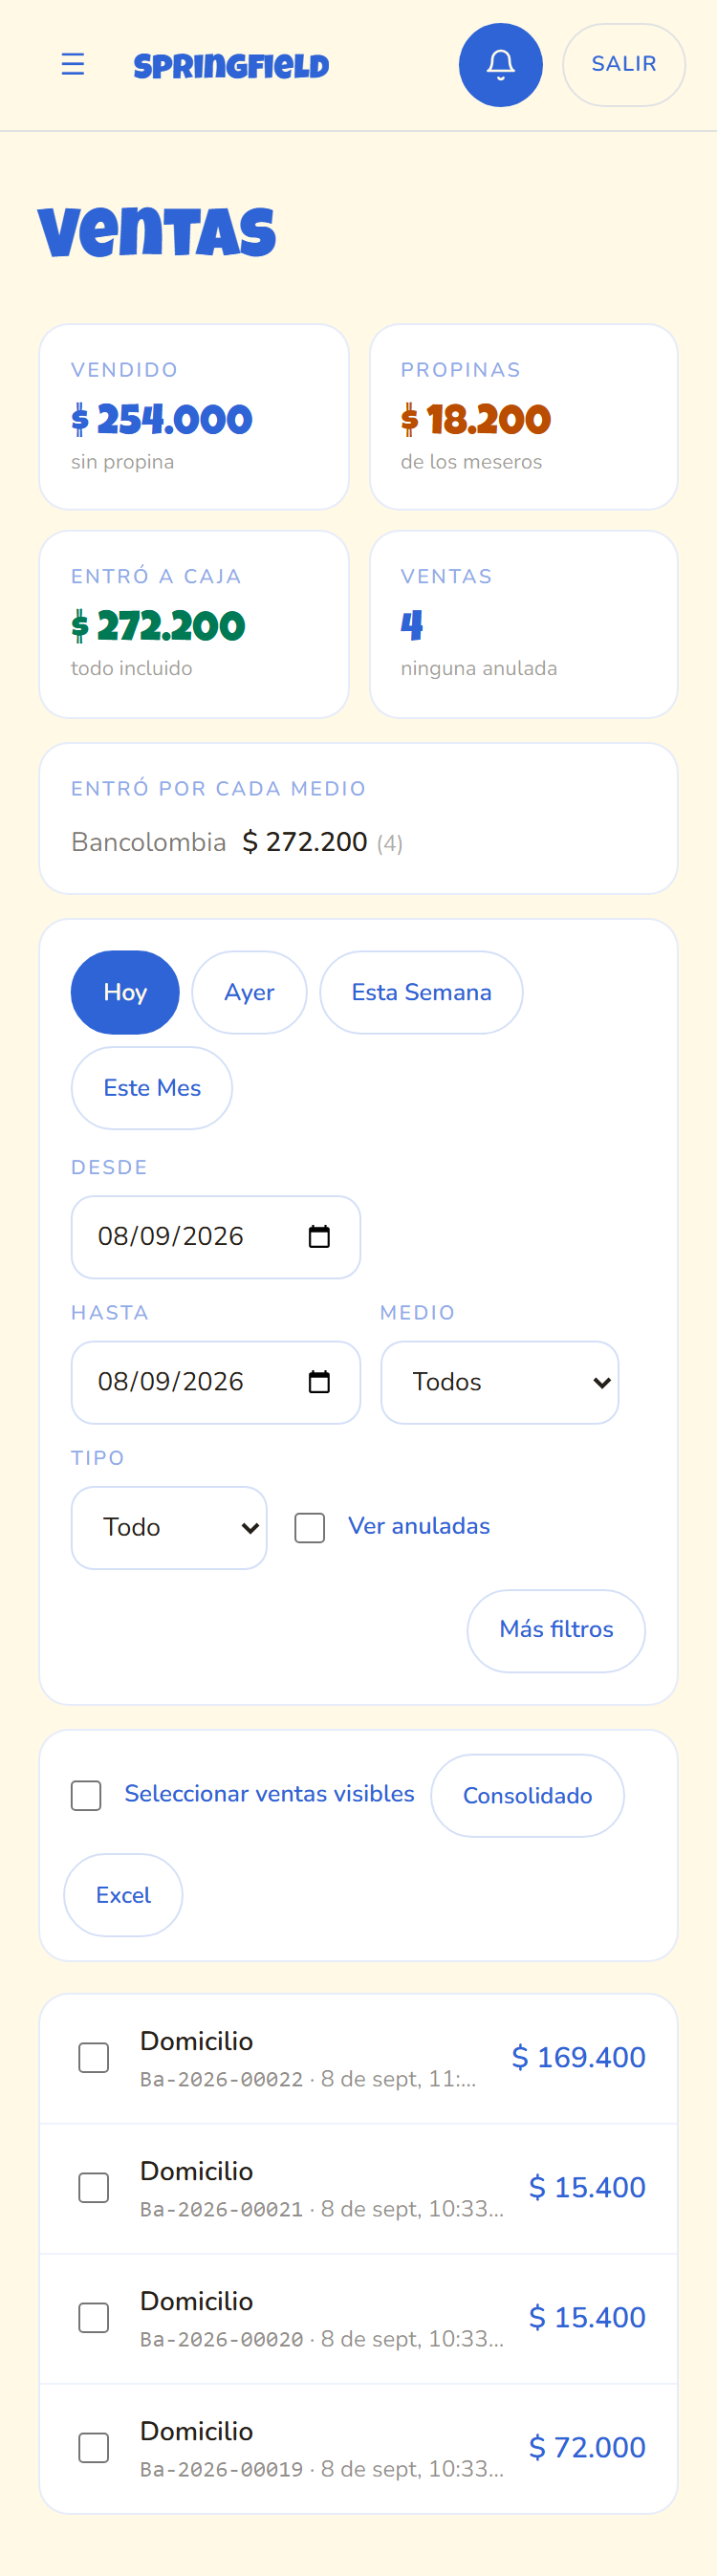 SPRINGFIELD
SALIR
Ventas
VENDIDO
$ 254.000
sin propina
PROPINAS
$ 18.200
de los meseros
ENTRÓ A CAJA
$ 272.200
todo incluido
VENTAS
4
ninguna anulada
ENTRÓ POR CADA MEDIO
Bancolombia $ 272.200 (4)
Hoy
Ayer
Esta Semana
Este Mes
DESDE
08/09/2026
HASTA
08/09/2026
MEDIO
Todos
TIPO
Todo
Ver anuladas
Más filtros
Seleccionar ventas visibles
Consolidado
Excel
Domicilio
Ba-2026-00022 · 8 de sept, 11:...
$ 169.400
Domicilio
Ba-2026-00021 · 8 de sept, 10:33...
$ 15.400
Domicilio
Ba-2026-00020 · 8 de sept, 10:33...
$ 15.400
Domicilio
Ba-2026-00019 · 8 de sept, 10:33...
$ 72.000